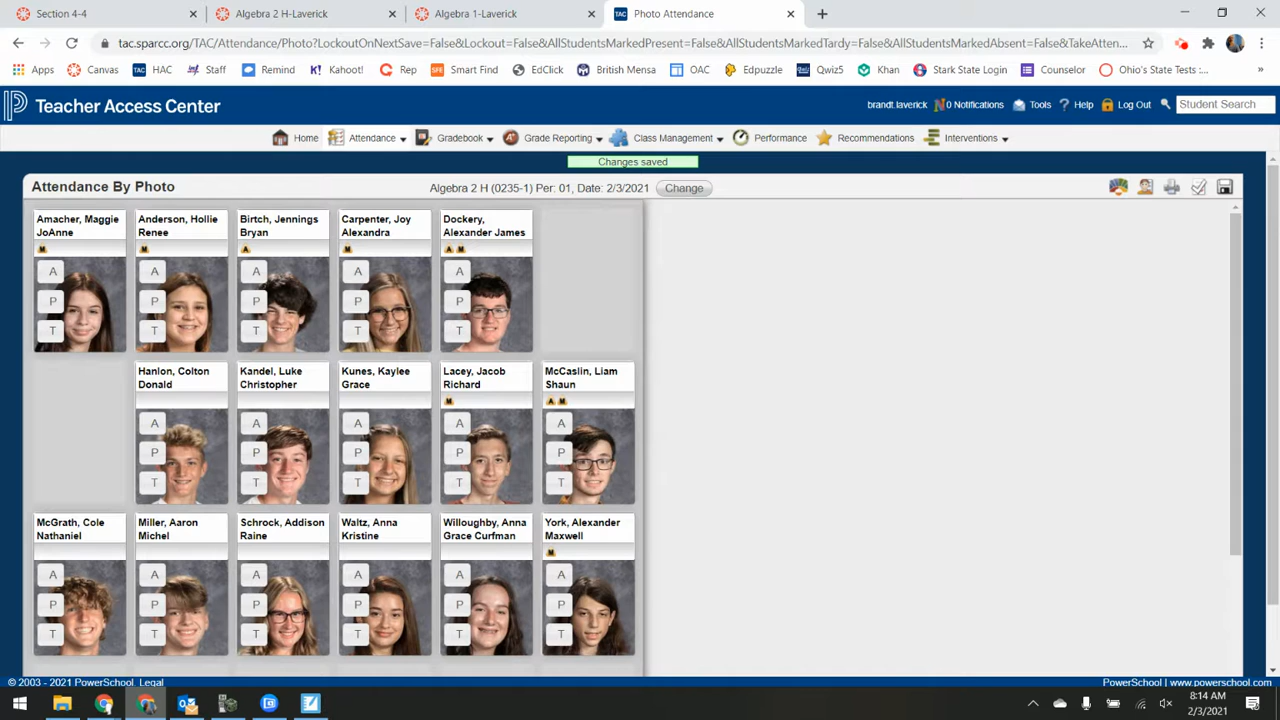 Section 4-4
Algebra 2 H-Laverick
Algebra 1-Laverick
Photo Attendance
tac.sparcc.org/TAC/Attendance/Photo?LockoutOnNextSave=False&Lockout=False&AllStudentsMarkedPresent=False&AllStudentsMarkedTardy=False&AllStudentsMarkedAbsent=False&TakeAtten...
Apps Canvas HAC Staff Remind Kahoot! Rep Smart Find EdClick British Mensa OAC Edpuzzle Qwiz5 Khan Stark State Login Counselor Ohio's State Tests :... »
Teacher Access Center
brandt.laverick 0 Notifications Tools Help Log Out Student Search
Home Attendance Gradebook Grade Reporting Class Management Performance Recommendations Interventions
Changes saved
Attendance By Photo
Algebra 2 H (0235-1) Per: 01, Date: 2/3/2021 Change
Amacher, Maggie
JoAnne
M
A
P
T
Anderson, Hollie
Renee
M
A
P
T
Birtch, Jennings
Bryan
A
A
P
T
Carpenter, Joy
Alexandra
M
A
P
T
Dockery,
Alexander James
A M
A
P
T
Hanlon, Colton
Donald
A
P
T
Kandel, Luke
Christopher
A
P
T
Kunes, Kaylee
Grace
A
P
T
Lacey, Jacob
Richard
M
A
P
T
McCaslin, Liam
Shaun
A M
A
P
T
McGrath, Cole
Nathaniel
A
P
T
Miller, Aaron
Michel
A
P
T
Schrock, Addison
Raine
A
P
T
Waltz, Anna
Kristine
A
P
T
Willoughby, Anna
Grace Curfman
A
P
T
York, Alexander
Maxwell
M
A
P
T
© 2003 - 2021 PowerSchool. Legal
PowerSchool | www.powerschool.com
8:14 AM
2/3/2021